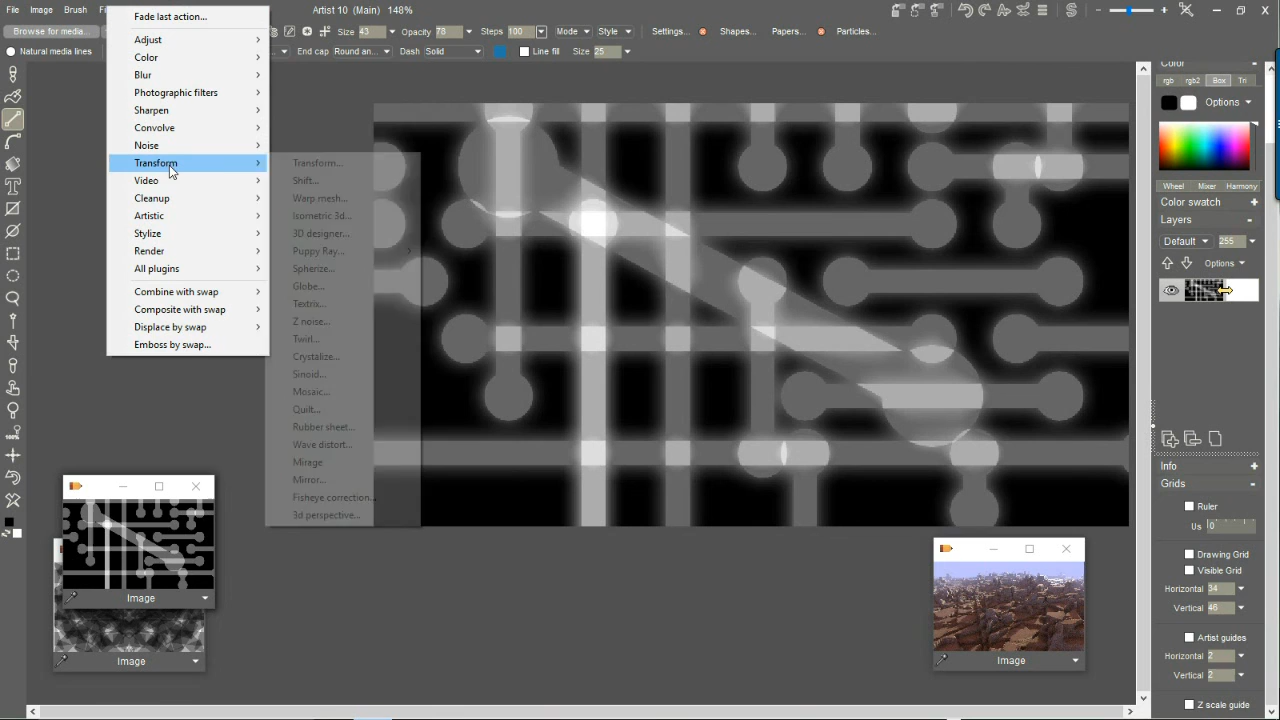 File Image Brush
Artist 10 (Main) 148%
Browse for media...
Size 43
Opacity 78
Steps 100
Mode
Style
Settings...
Shapes...
Papers...
Particles...
Natural media lines
End cap Round an...
Dash Solid
Line fill
Size 25
Fade last action...
Adjust
Color
Blur
Photographic filters
Sharpen
Convolve
Noise
Transform
Video
Cleanup
Artistic
Stylize
Render
All plugins
Combine with swap
Composite with swap
Displace by swap
Emboss by swap...
Transform...
Shift...
Warp mesh...
Isometric 3d...
3D designer...
Puppy Ray...
Spherize...
Globe...
Textrix...
Z noise...
Twirl...
Crystalize...
Sinoid...
Mosaic...
Quilt...
Rubber sheet...
Wave distort...
Mirage
Mirror...
Fisheye correction...
3d perspective...
Color
rgb rgb2 Box Tri
Options
Wheel Mixer Harmony
Color swatch
Layers
Default 255
Options
Info
Grids
Ruler
Us 0
Drawing Grid
Visible Grid
Horizontal 34
Vertical 46
Artist guides
Horizontal 2
Vertical 2
Z scale guide
Image
Image
Image